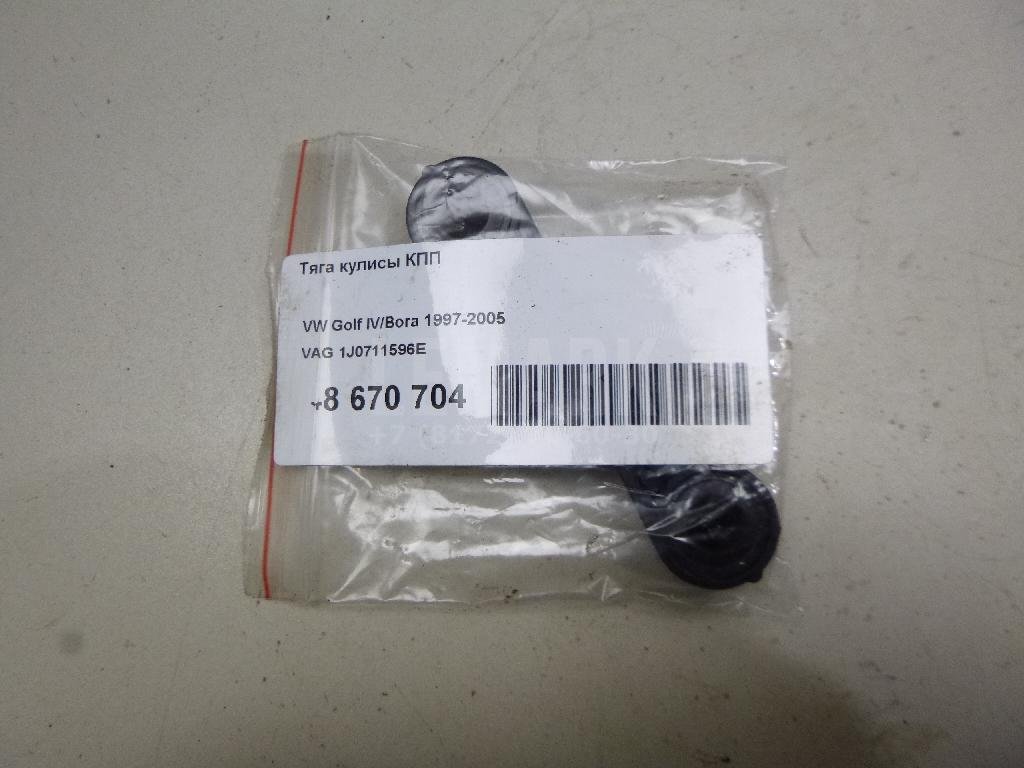 Тяга кулисы КПП
VW Golf IV/Bora 1997-2005
VAG 1J0711596E
8 670 704